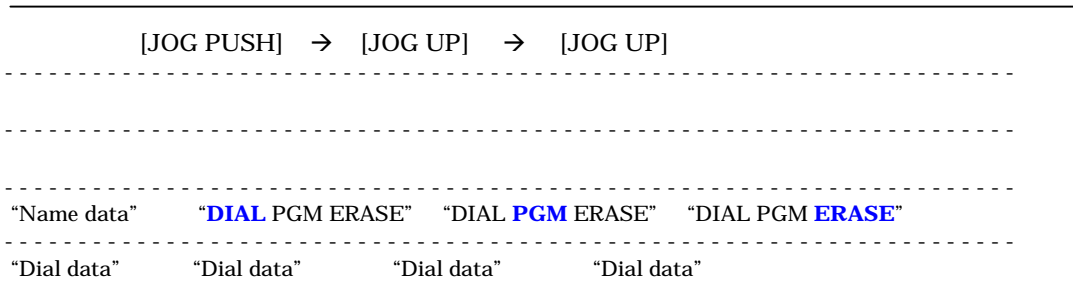 [JOG PUSH] → [JOG UP] → [JOG UP]
“Name data” “DIAL PGM ERASE” “DIAL PGM ERASE” “DIAL PGM ERASE”
“Dial data” “Dial data” “Dial data” “Dial data”